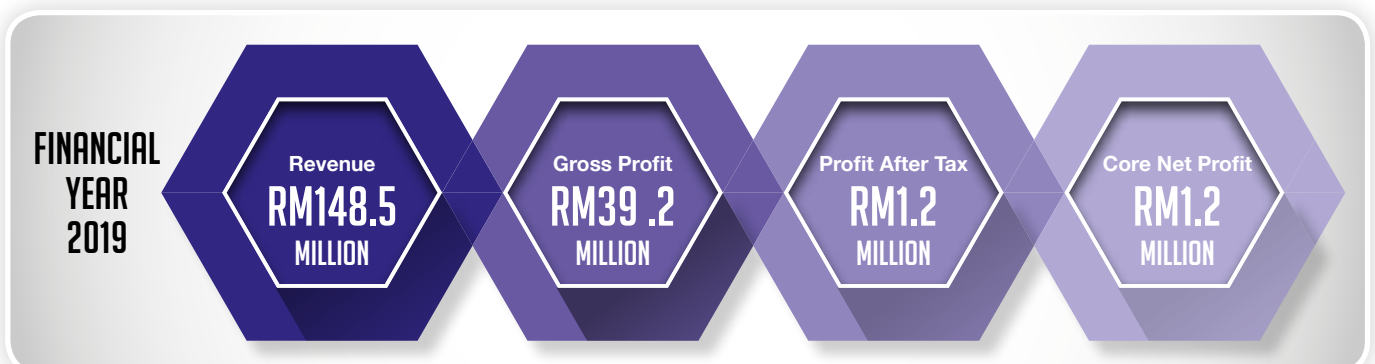 FINANCIAL
YEAR
2019
Revenue
RM148.5
MILLION
Gross Profit
RM39 .2
MILLION
Profit After Tax
RM1.2
MILLION
Core Net Profit
RM1.2
MILLION